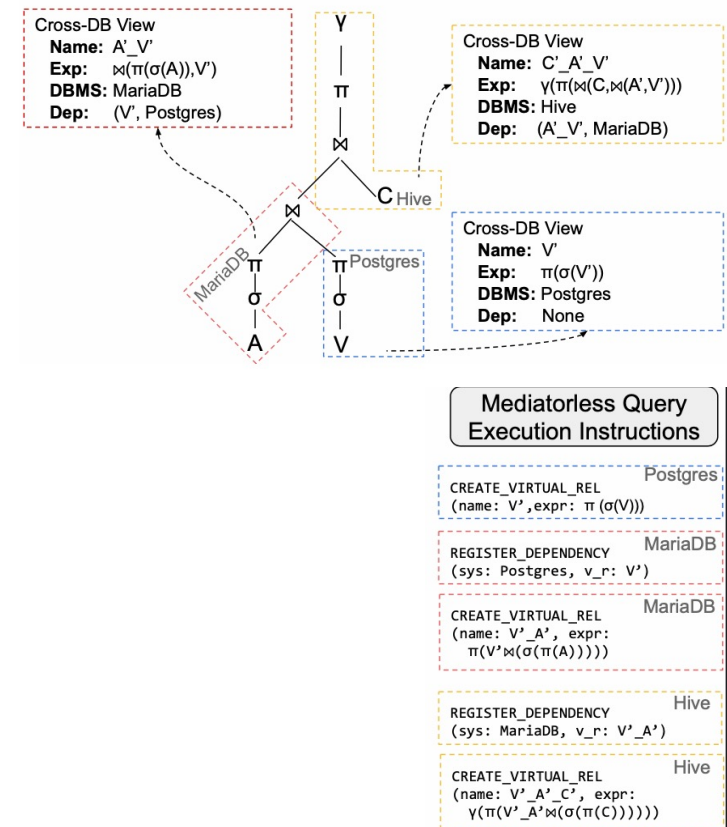 Cross-DB View
Name: A’_V’
Exp: ⋈(π(σ(A)),V’)
DBMS: MariaDB
Dep: (V’, Postgres)
γ
π
⋈
C Hive
Cross-DB View
Name: C’_A’_V’
Exp: γ(π(⋈(C,⋈(A’,V’)))
DBMS: Hive
Dep: (A’_V’, MariaDB)
⋈
MariaDB
π
σ
A
π Postgres
σ
V
Cross-DB View
Name: V’
Exp: π(σ(V’))
DBMS: Postgres
Dep: None
Mediatorless Query
Execution Instructions
Postgres
CREATE_VIRTUAL_REL
(name: V’,expr: π (σ(V)))
MariaDB
REGISTER_DEPENDENCY
(sys: Postgres, v_r: V’)
MariaDB
CREATE_VIRTUAL_REL
(name: V’_A’, expr:
π(V’⋈(σ(π(A)))))
Hive
REGISTER_DEPENDENCY
(sys: MariaDB, v_r: V’_A’)
Hive
CREATE_VIRTUAL_REL
(name: V’_A’_C’, expr:
γ(π(V’_A’⋈(σ(π(C))))))